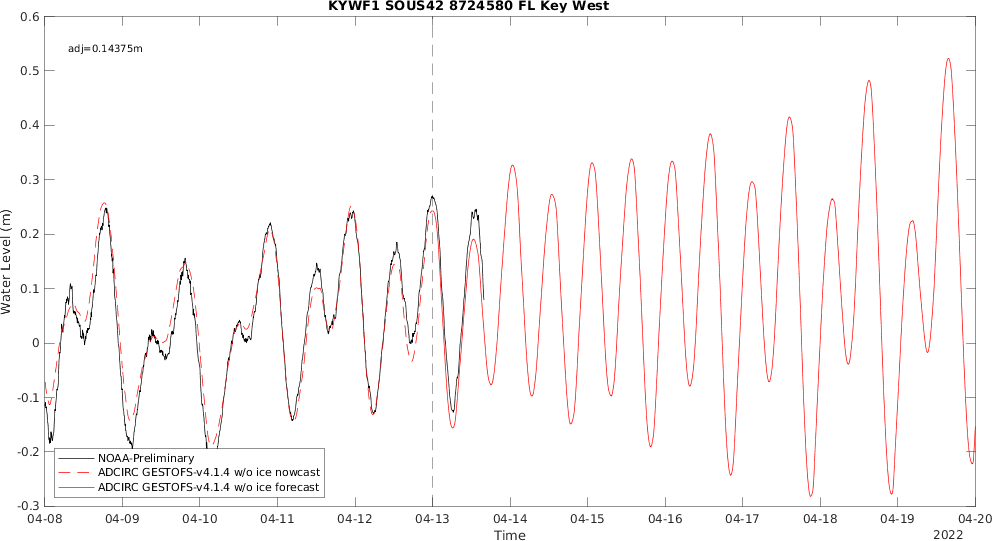 KYWF1 SOUS42 8724580 FL Key West
0.6
adj=0.14375m
0.5
0.4
0.3
0.2
0.1
0
-0.1
-0.2
-0.3
Water Level (m)
NOAA-Preliminary
ADCIRC GESTOFS-v4.1.4 w/o ice nowcast
ADCIRC GESTOFS-v4.1.4 w/o ice forecast
04-08 04-09 04-10 04-11 04-12 04-13 04-14 04-15 04-16 04-17 04-18 04-19 04-20
Time
2022